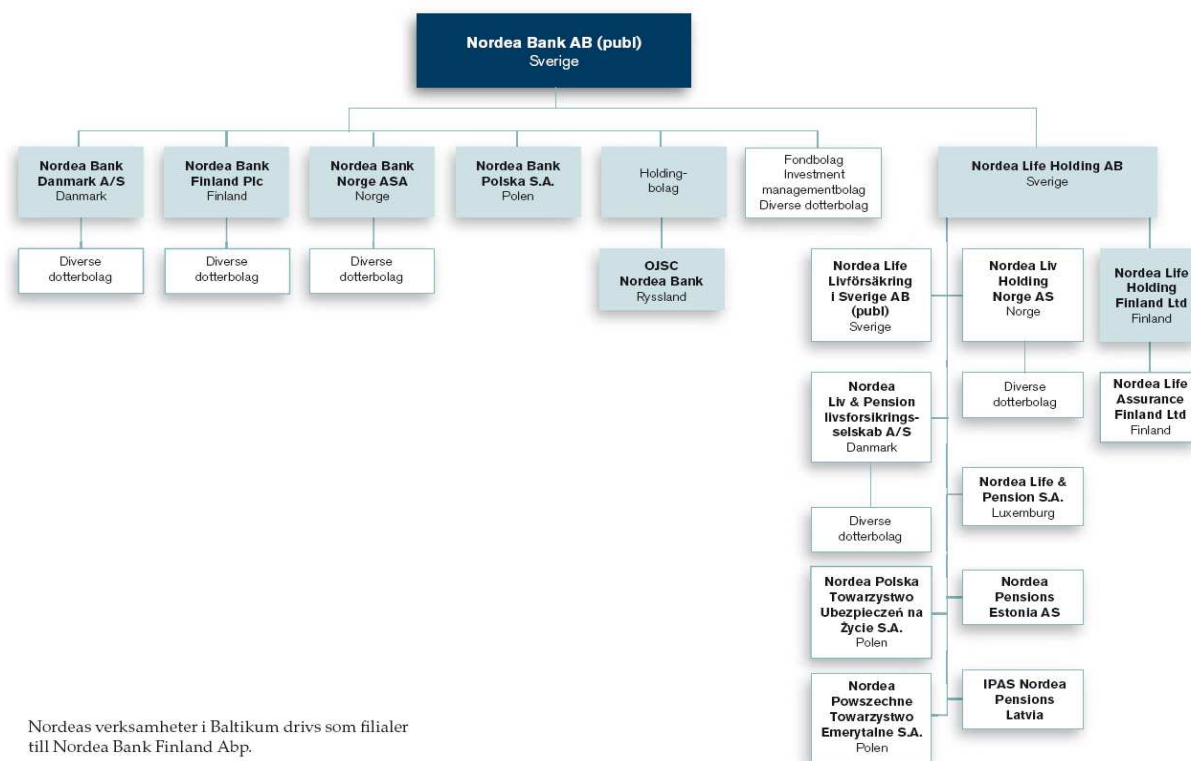 Nordea Bank AB (publ)
Sverige
Nordea Bank
Danmark A/S
Danmark
Nordea Bank
Finland Plc
Finland
Nordea Bank
Norge ASA
Norge
Nordea Bank
Polska S.A.
Polen
Holding-
bolag
Fondbolag
Investment
managementbolag
Diverse dotterbolag
Nordea Life Holding AB
Sverige
Diverse
dotterbolag
Diverse
dotterbolag
Diverse
dotterbolag
OJSC
Nordea Bank
Ryssland
Nordea Life
Livförsäkring
i Sverige AB
(publ)
Sverige
Nordea Liv
Holding
Norge AS
Norge
Nordea Life
Holding
Finland Ltd
Finland
Nordea
Liv & Pension
livsforsikrings-
selskab A/S
Danmark
Diverse
dotterbolag
Nordea Life
Assurance
Finland Ltd
Finland
Diverse
dotterbolag
Nordea Life &
Pension S.A.
Luxemburg
Nordea Polska
Towarzystwo
Ubezpieczeń na
Życie S.A.
Polen
Nordea
Pensions
Estonia AS
Nordea
Powszechne
Towarzystwo
Emerytalne S.A.
Polen
IPAS Nordea
Pensions
Latvia
Nordeas verksamheter i Baltikum drivs som filialer
till Nordea Bank Finland Abp.